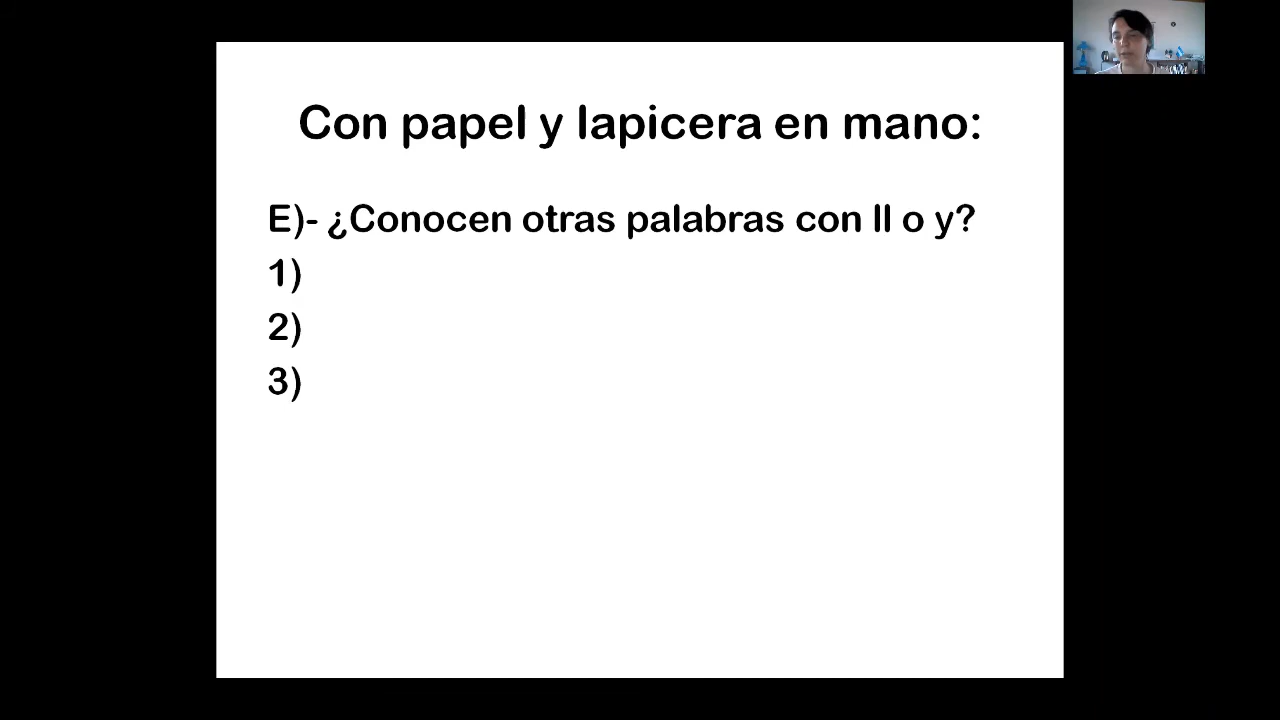 Con papel y lapicera en mano:
E)- ¿Conocen otras palabras con ll o y?
1)
2)
3)